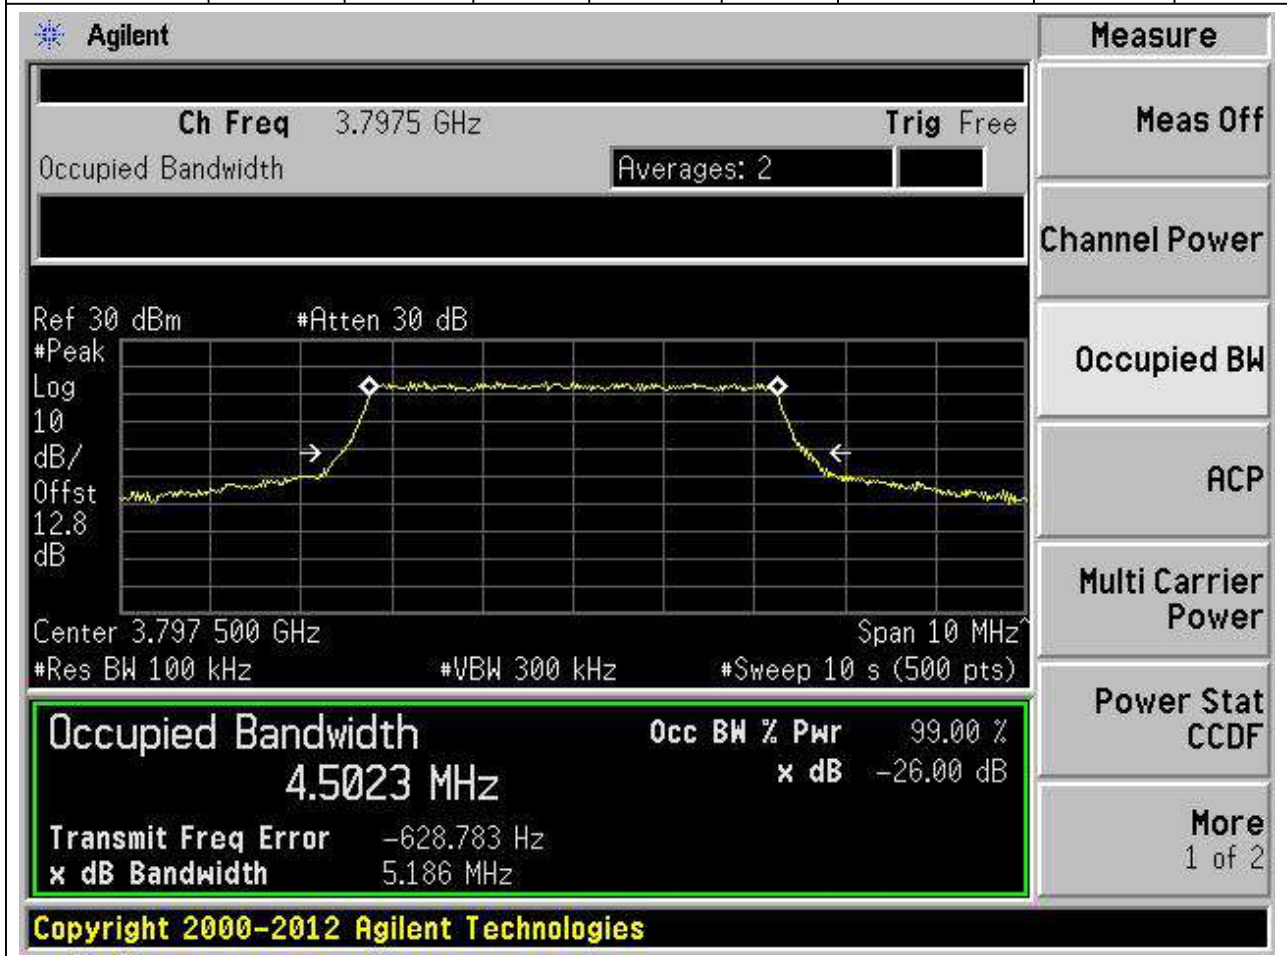 Agilent
Measure
Ch Freq 3.7975 GHz Trig Free
Occupied Bandwidth Averages: 2
Ref 30 dBm #Atten 30 dB
#Peak
Log
10
dB/
Offst
12.8
dB
Center 3.797 500 GHz Span 10 MHz^
#Res BW 100 kHz #VBW 300 kHz #Sweep 10 s (500 pts)
Occupied Bandwidth Occ BW % Pwr 99.00 %
4.5023 MHz x dB -26.00 dB
Transmit Freq Error -628.783 Hz
x dB Bandwidth 5.186 MHz
Copyright 2000-2012 Agilent Technologies
Meas Off
Channel Power
Occupied BW
ACP
Multi Carrier
Power
Power Stat
CCDF
More
1 of 2